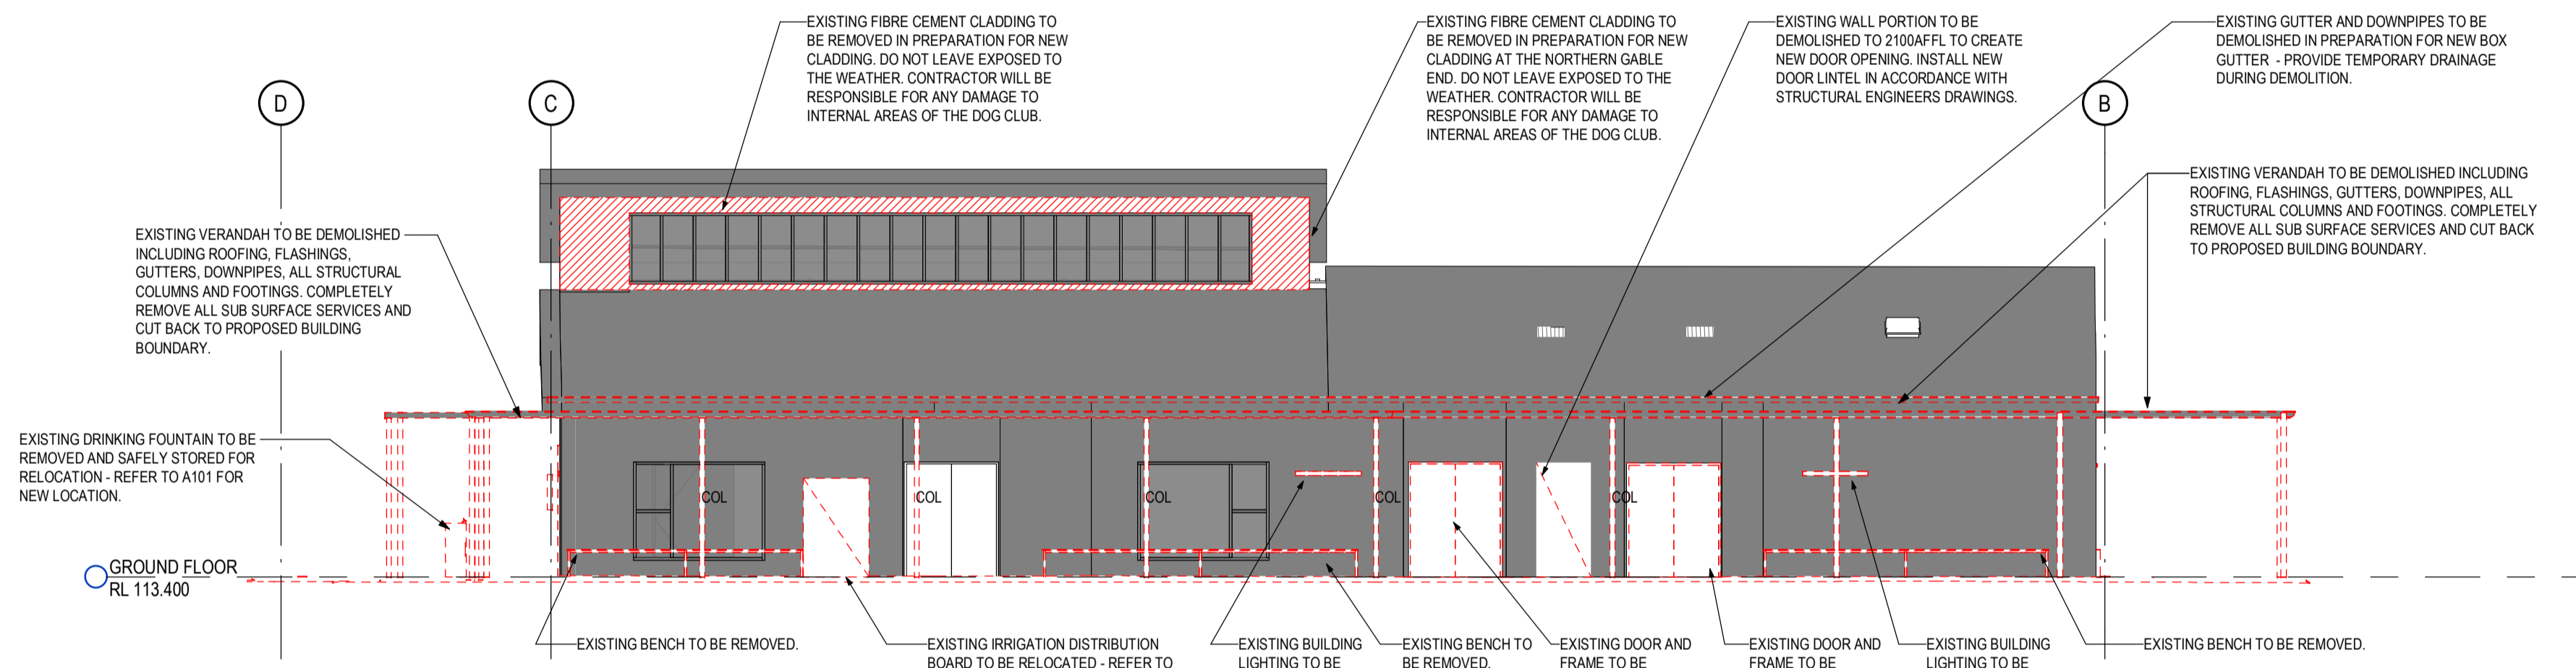 EXISTING FIBRE CEMENT CLADDING TO
BE REMOVED IN PREPARATION FOR NEW
CLADDING. DO NOT LEAVE EXPOSED TO
THE WEATHER. CONTRACTOR WILL BE
RESPONSIBLE FOR ANY DAMAGE TO
INTERNAL AREAS OF THE DOG CLUB.
EXISTING FIBRE CEMENT CLADDING TO
BE REMOVED IN PREPARATION FOR NEW
CLADDING AT THE NORTHERN GABLE
END. DO NOT LEAVE EXPOSED TO THE
WEATHER. CONTRACTOR WILL BE
RESPONSIBLE FOR ANY DAMAGE TO
INTERNAL AREAS OF THE DOG CLUB.
EXISTING WALL PORTION TO BE
DEMOLISHED TO 2100AFFL TO CREATE
NEW DOOR OPENING. INSTALL NEW
DOOR LINTEL IN ACCORDANCE WITH
STRUCTURAL ENGINEERS DRAWINGS.
EXISTING GUTTER AND DOWNPIPES TO BE
DEMOLISHED IN PREPARATION FOR NEW BOX
GUTTER - PROVIDE TEMPORARY DRAINAGE
DURING DEMOLITION.
D
C
B
EXISTING VERANDAH TO BE DEMOLISHED INCLUDING
ROOFING, FLASHINGS, GUTTERS, DOWNPIPES, ALL
STRUCTURAL COLUMNS AND FOOTINGS. COMPLETELY
REMOVE ALL SUB SURFACE SERVICES AND CUT BACK
TO PROPOSED BUILDING BOUNDARY.
EXISTING VERANDAH TO BE DEMOLISHED
INCLUDING ROOFING, FLASHINGS,
GUTTERS, DOWNPIPES, ALL STRUCTURAL
COLUMNS AND FOOTINGS. COMPLETELY
REMOVE ALL SUB SURFACE SERVICES AND
CUT BACK TO PROPOSED BUILDING
BOUNDARY.
EXISTING DRINKING FOUNTAIN TO BE
REMOVED AND SAFELY STORED FOR
RELOCATION - REFER TO A101 FOR
NEW LOCATION.
COL
COL
COL
COL
COL
GROUND FLOOR
RL 113.400
EXISTING BENCH TO BE REMOVED.
EXISTING IRRIGATION DISTRIBUTION
BOARD TO BE RELOCATED - REFER TO
EXISTING BUILDING
LIGHTING TO BE
EXISTING BENCH TO
BE REMOVED.
EXISTING DOOR AND
FRAME TO BE
EXISTING DOOR AND
FRAME TO BE
EXISTING BUILDING
LIGHTING TO BE
EXISTING BENCH TO BE REMOVED.